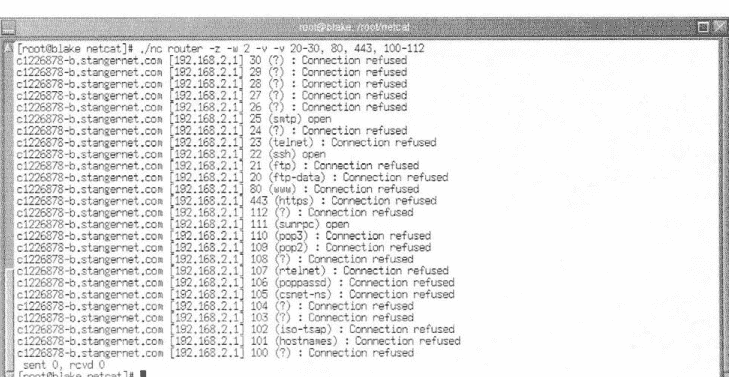 root@blake: /root/netcat
[root@blake netcat]# ./nc router -z -w 2 -v -v 20-30, 80, 443, 100-112
c1226878-b.stangernet.com [192.168.2.1] 30 (?) : Connection refused
c1226878-b.stangernet.com [192.168.2.1] 29 (?) : Connection refused
c1226878-b.stangernet.com [192.168.2.1] 28 (?) : Connection refused
c1226878-b.stangernet.com [192.168.2.1] 27 (?) : Connection refused
c1226878-b.stangernet.com [192.168.2.1] 26 (?) : Connection refused
c1226878-b.stangernet.com [192.168.2.1] 25 (smtp) open
c1226878-b.stangernet.com [192.168.2.1] 24 (?) : Connection refused
c1226878-b.stangernet.com [192.168.2.1] 23 (telnet) : Connection refused
c1226878-b.stangernet.com [192.168.2.1] 22 (ssh) open
c1226878-b.stangernet.com [192.168.2.1] 21 (ftp) : Connection refused
c1226878-b.stangernet.com [192.168.2.1] 20 (ftp-data) : Connection refused
c1226878-b.stangernet.com [192.168.2.1] 80 (www) : Connection refused
c1226878-b.stangernet.com [192.168.2.1] 443 (https) : Connection refused
c1226878-b.stangernet.com [192.168.2.1] 112 (?) : Connection refused
c1226878-b.stangernet.com [192.168.2.1] 111 (sunrpc) open
c1226878-b.stangernet.com [192.168.2.1] 110 (pop3) : Connection refused
c1226878-b.stangernet.com [192.168.2.1] 109 (pop2) : Connection refused
c1226878-b.stangernet.com [192.168.2.1] 108 (?) : Connection refused
c1226878-b.stangernet.com [192.168.2.1] 107 (rtelnet) : Connection refused
c1226878-b.stangernet.com [192.168.2.1] 106 (poppassd) : Connection refused
c1226878-b.stangernet.com [192.168.2.1] 105 (csnet-ns) : Connection refused
c1226878-b.stangernet.com [192.168.2.1] 104 (?) : Connection refused
c1226878-b.stangernet.com [192.168.2.1] 103 (?) : Connection refused
c1226878-b.stangernet.com [192.168.2.1] 102 (iso-tsap) : Connection refused
c1226878-b.stangernet.com [192.168.2.1] 101 (hostnames) : Connection refused
c1226878-b.stangernet.com [192.168.2.1] 100 (?) : Connection refused
sent 0, rcvd 0
[root@blake netcat]#